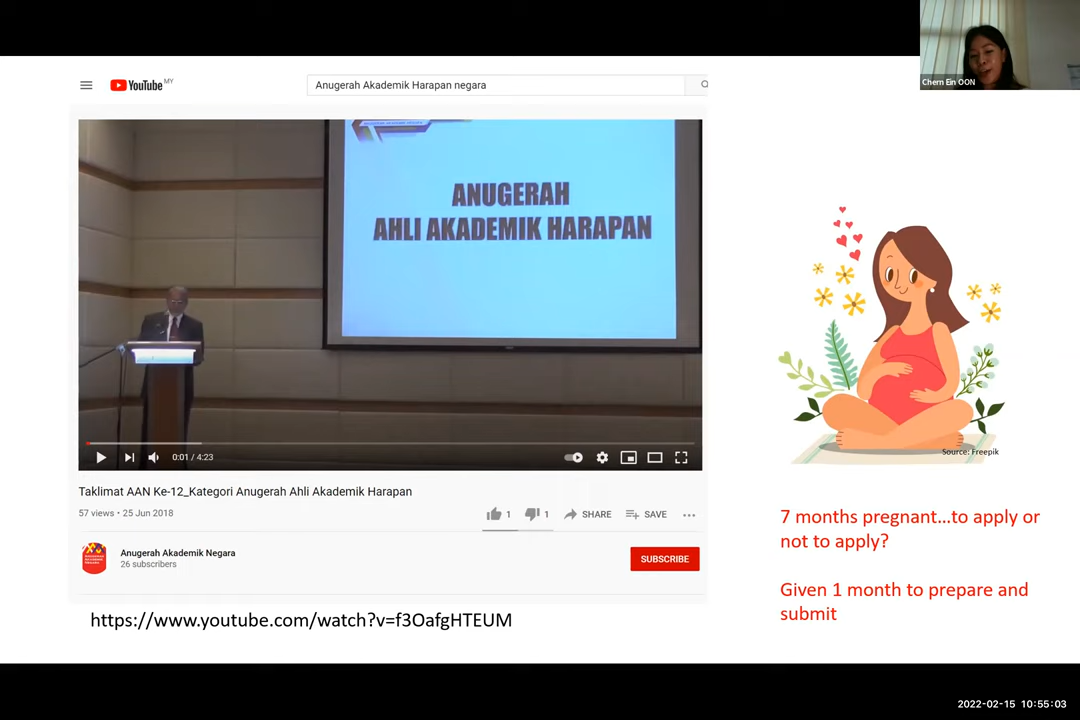 YouTube MY
Anugerah Akademik Harapan negara
Chern Ein OON
ANUGERAH
AHLI AKADEMIK HARAPAN
0:01 / 4:23
Taklimat AAN Ke-12_Kategori Anugerah Ahli Akademik Harapan
57 views • 25 Jun 2018
1
1
SHARE
SAVE
Anugerah Akademik Negara
26 subscribers
SUBSCRIBE
https://www.youtube.com/watch?v=f3OafgHTEUM
Source: Freepik
7 months pregnant...to apply or
not to apply?
Given 1 month to prepare and
submit
2022-02-15 10:55:03